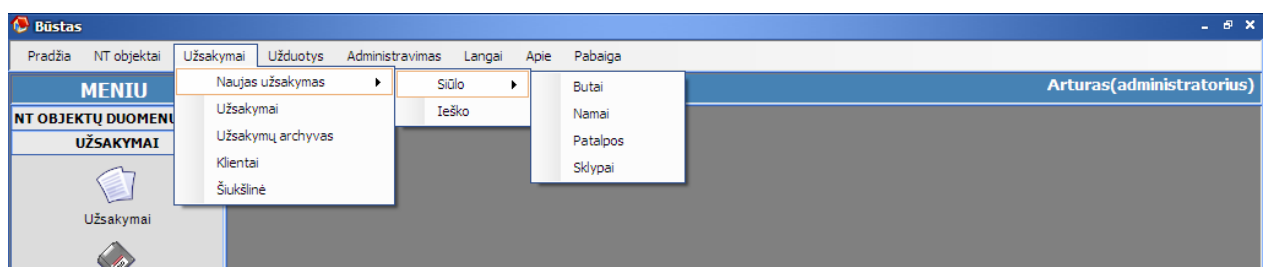 Būstas
Pradžia NT objektai Užsakymai Užduotys Administravimas Langai Apie Pabaiga
MENIU
Arturas(administratorius)
NT OBJEKTŲ DUOMENŲ
UŽSAKYMAI
Užsakymai
Naujas užsakymas
Užsakymai
Užsakymų archyvas
Klientai
Šiukšlinė
Siūlo
Ieško
Butai
Namai
Patalpos
Sklypai